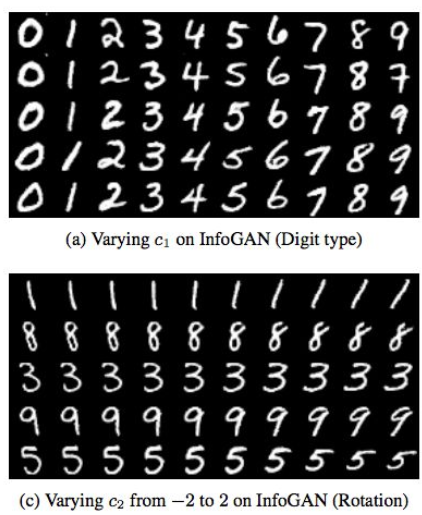 0 1 2 3 4 5 6 7 8 9
0 1 2 3 4 5 6 7 8 7
0 1 2 3 4 5 6 7 8 9
0 1 2 3 4 5 6 7 8 9
0 1 2 3 4 5 6 7 8 9
(a) Varying c₁ on InfoGAN (Digit type)
1 1 1 1 1 1 1 1 1 1
8 8 8 8 8 8 8 8 8 8
3 3 3 3 3 3 3 3 3 3
9 9 9 9 9 9 9 9 9 9
5 5 5 5 5 5 5 5 5 5
(c) Varying c₂ from −2 to 2 on InfoGAN (Rotation)